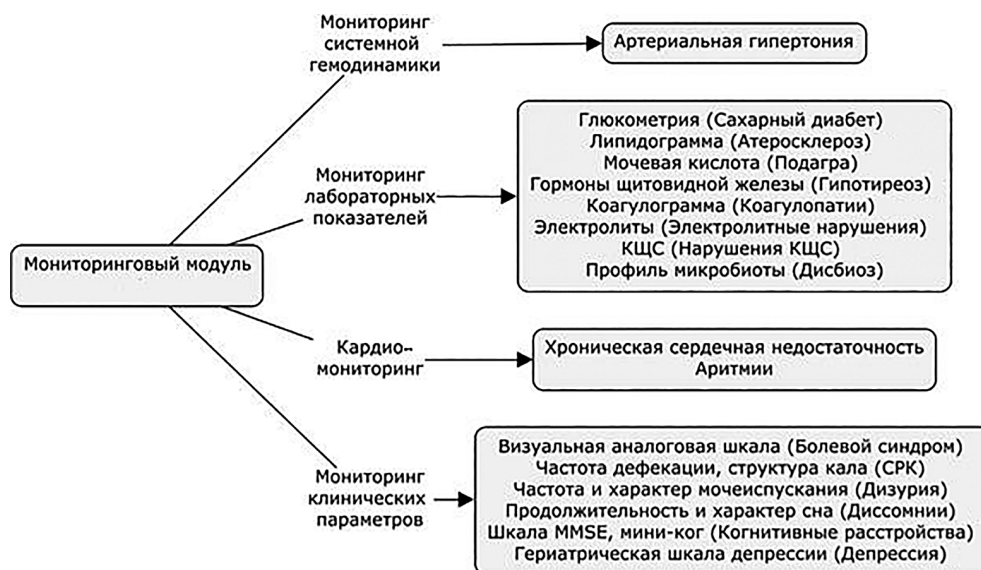 Мониторинг
системной
гемодинамики
Артериальная гипертония
Мониторинг
лабораторных
показателей
Глюкометрия (Сахарный диабет)
Липидограмма (Атеросклероз)
Мочевая кислота (Подагра)
Гормоны щитовидной железы (Гипотиреоз)
Коагулограмма (Коагулопатии)
Электролиты (Электролитные нарушения)
КЩС (Нарушения КЩС)
Профиль микробиоты (Дисбиоз)
Мониторинговый модуль
Кардио-
мониторинг
Хроническая сердечная недостаточность
Аритмии
Мониторинг
клинических
параметров
Визуальная аналоговая шкала (Болевой синдром)
Частота дефекации, структура кала (СРК)
Частота и характер мочеиспускания (Дизурия)
Продолжительность и характер сна (Диссомнии)
Шкала MMSE, мини-ког (Когнитивные расстройства)
Гериатрическая шкала депрессии (Депрессия)